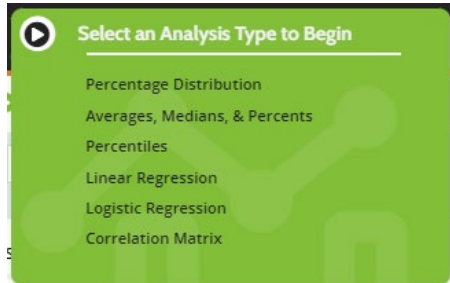 Select an Analysis Type to Begin
Percentage Distribution
Averages, Medians, & Percents
Percentiles
Linear Regression
Logistic Regression
Correlation Matrix